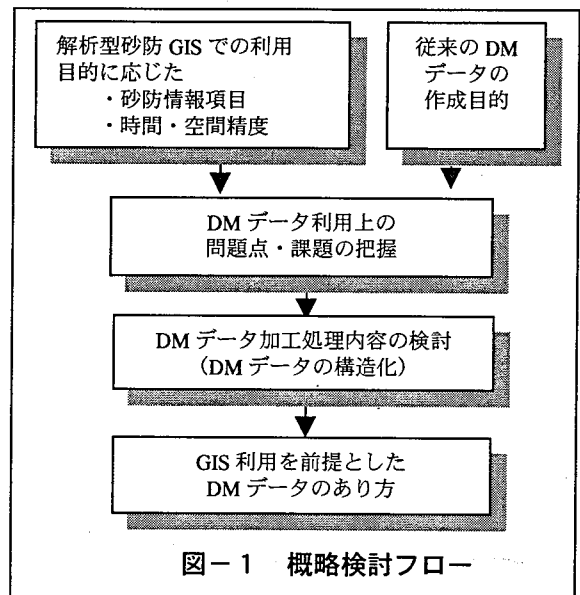 解析型砂防 GIS での利用
目的に応じた
・砂防情報項目
・時間・空間精度
従来の DM
データの
作成目的
DM データ利用上の
問題点・課題の把握
DM データ加工処理内容の検討
（DM データの構造化）
GIS 利用を前提とした
DM データのあり方
図－１　概略検討フロー